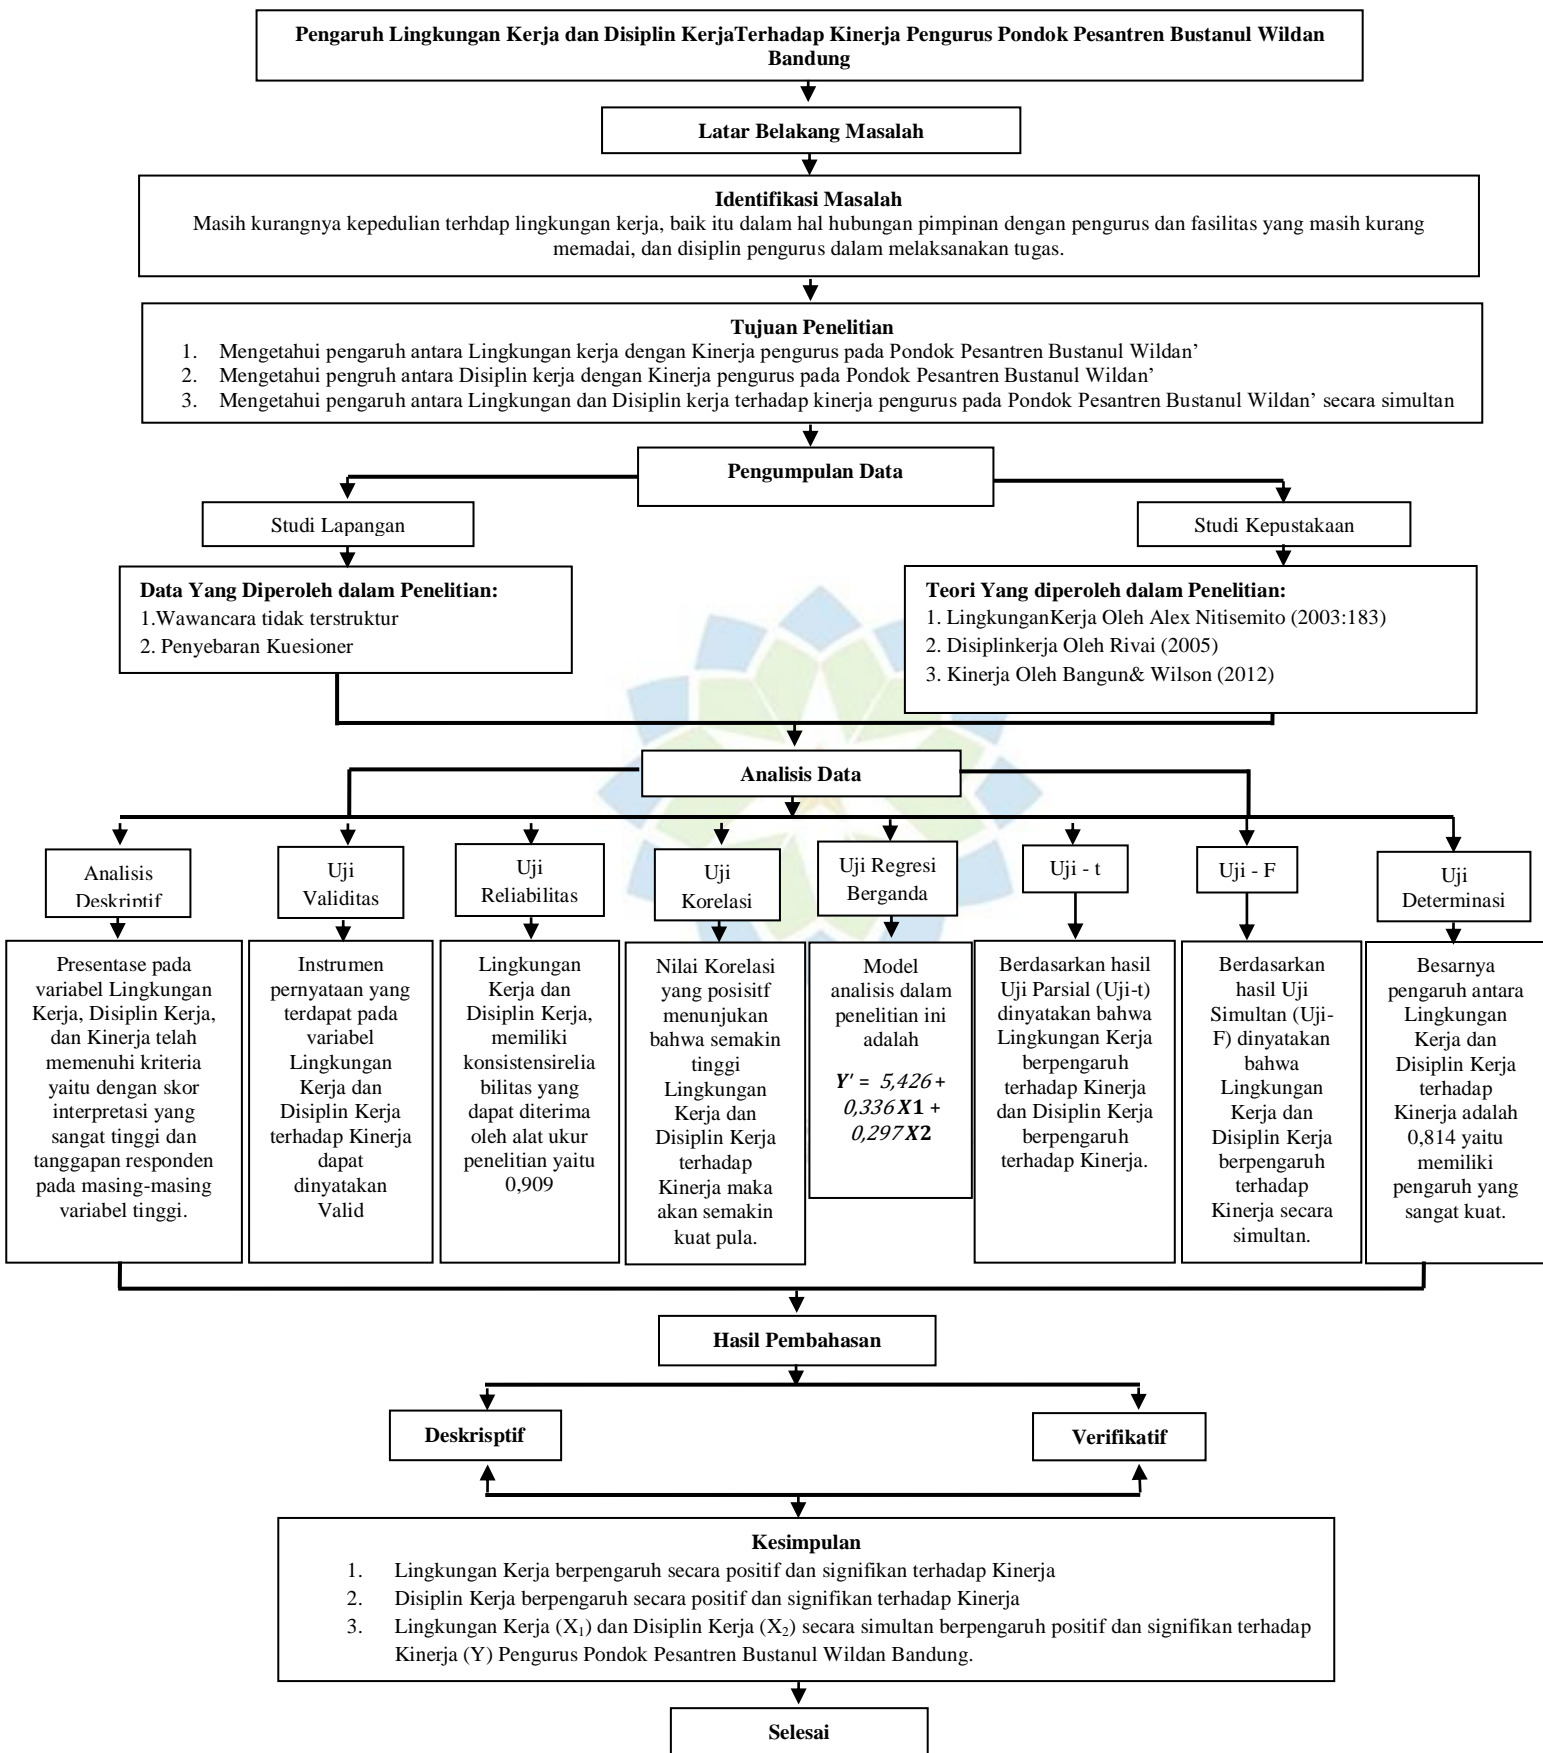 Pengaruh Lingkungan Kerja dan Disiplin KerjaTerhadap Kinerja Pengurus Pondok Pesantren Bustanul Wildan
Bandung
Latar Belakang Masalah
Identifikasi Masalah
Masih kurangnya kepedulian terhdap lingkungan kerja, baik itu dalam hal hubungan pimpinan dengan pengurus dan fasilitas yang masih kurang
memadai, dan disiplin pengurus dalam melaksanakan tugas.
Tujuan Penelitian
1. Mengetahui pengaruh antara Lingkungan kerja dengan Kinerja pengurus pada Pondok Pesantren Bustanul Wildan’
2. Mengetahui pengruh antara Disiplin kerja dengan Kinerja pengurus pada Pondok Pesantren Bustanul Wildan’
3. Mengetahui pengaruh antara Lingkungan dan Disiplin kerja terhadap kinerja pengurus pada Pondok Pesantren Bustanul Wildan’ secara simultan
Pengumpulan Data
Studi Lapangan
Studi Kepustakaan
Data Yang Diperoleh dalam Penelitian:
1.Wawancara tidak terstruktur
2. Penyebaran Kuesioner
Teori Yang diperoleh dalam Penelitian:
1. LingkunganKerja Oleh Alex Nitisemito (2003:183)
2. Disiplinkerja Oleh Rivai (2005)
3. Kinerja Oleh Bangun& Wilson (2012)
Analisis Data
Analisis
Deskriptif
Uji
Validitas
Uji
Reliabilitas
Uji
Korelasi
Uji Regresi
Berganda
Uji - t
Uji - F
Uji
Determinasi
Presentase pada
variabel Lingkungan
Kerja, Disiplin Kerja,
dan Kinerja telah
memenuhi kriteria
yaitu dengan skor
interpretasi yang
sangat tinggi dan
tanggapan responden
pada masing-masing
variabel tinggi.
Instrumen
pernyataan yang
terdapat pada
variabel
Lingkungan
Kerja dan
Disiplin Kerja
terhadap Kinerja
dapat
dinyatakan
Valid
Lingkungan
Kerja dan
Disiplin Kerja,
memiliki
konsistensirelia
bilitas yang
dapat diterima
oleh alat ukur
penelitian yaitu
0,909
Nilai Korelasi
yang posisitf
menunjukan
bahwa semakin
tinggi
Lingkungan
Kerja dan
Disiplin Kerja
terhadap
Kinerja maka
akan semakin
kuat pula.
Model
analisis dalam
penelitian ini
adalah
Y′ = 5,426 +
0,336 X1 +
0,297 X2
Berdasarkan hasil
Uji Parsial (Uji-t)
dinyatakan bahwa
Lingkungan Kerja
berpengaruh
terhadap Kinerja
dan Disiplin Kerja
berpengaruh
terhadap Kinerja.
Berdasarkan
hasil Uji
Simultan (Uji-
F) dinyatakan
bahwa
Lingkungan
Kerja dan
Disiplin Kerja
berpengaruh
terhadap
Kinerja secara
simultan.
Besarnya
pengaruh antara
Lingkungan
Kerja dan
Disiplin Kerja
terhadap
Kinerja adalah
0,814 yaitu
memiliki
pengaruh yang
sangat kuat.
Hasil Pembahasan
Deskrisptif
Verifikatif
Kesimpulan
1. Lingkungan Kerja berpengaruh secara positif dan signifikan terhadap Kinerja
2. Disiplin Kerja berpengaruh secara positif dan signifikan terhadap Kinerja
3. Lingkungan Kerja (X₁) dan Disiplin Kerja (X₂) secara simultan berpengaruh positif dan signifikan terhadap
Kinerja (Y) Pengurus Pondok Pesantren Bustanul Wildan Bandung.
Selesai